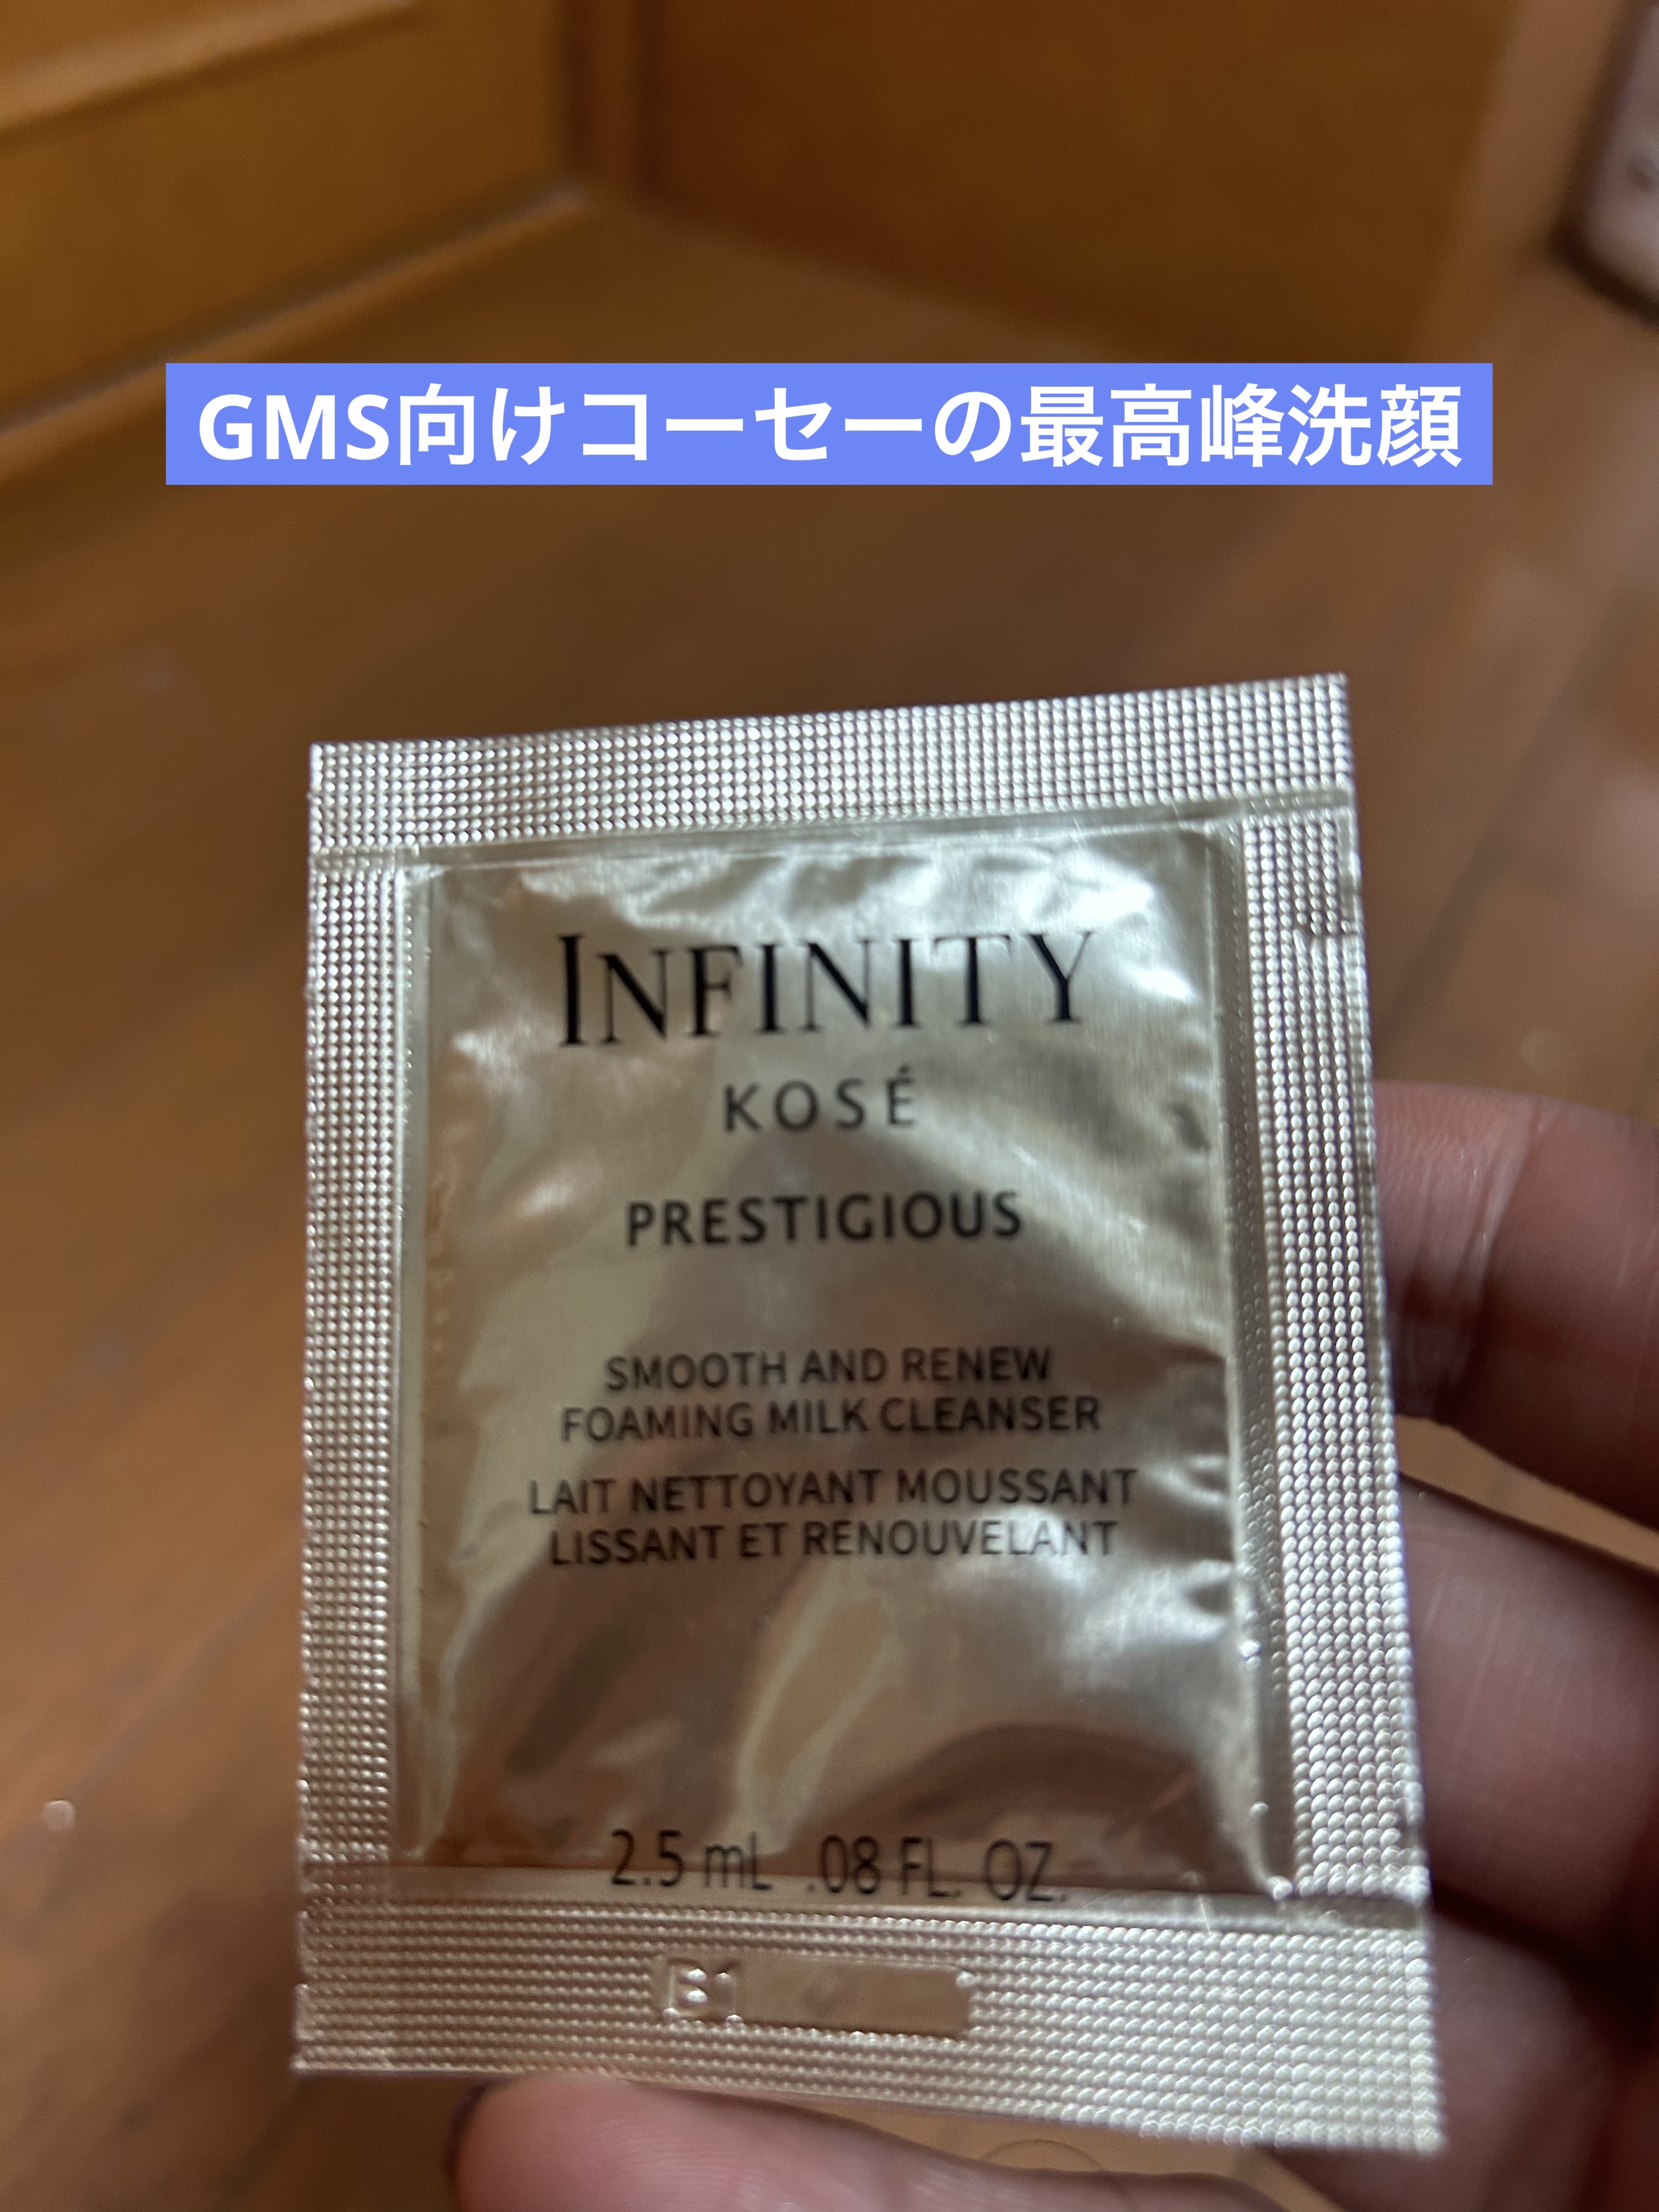 GMS向けコーセーの最高峰洗顔
INFINITY
KOSÉ
PRESTIGIOUS
SMOOTH AND RENEW
FOAMING MILK CLEANSER
LAIT NETTOYANT MOUSSANT
LISSANT ET RENOUVELANT
2.5 mL .08 FL. OZ.
B1